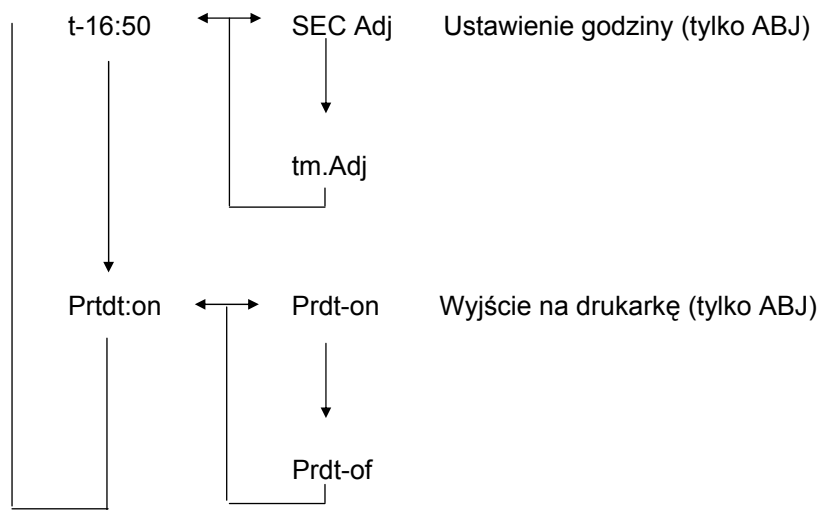 t-16:50 SEC Adj Ustawienie godziny (tylko ABJ)
tm.Adj
Prtdt:on Prdt-on Wyjście na drukarkę (tylko ABJ)
Prdt-of